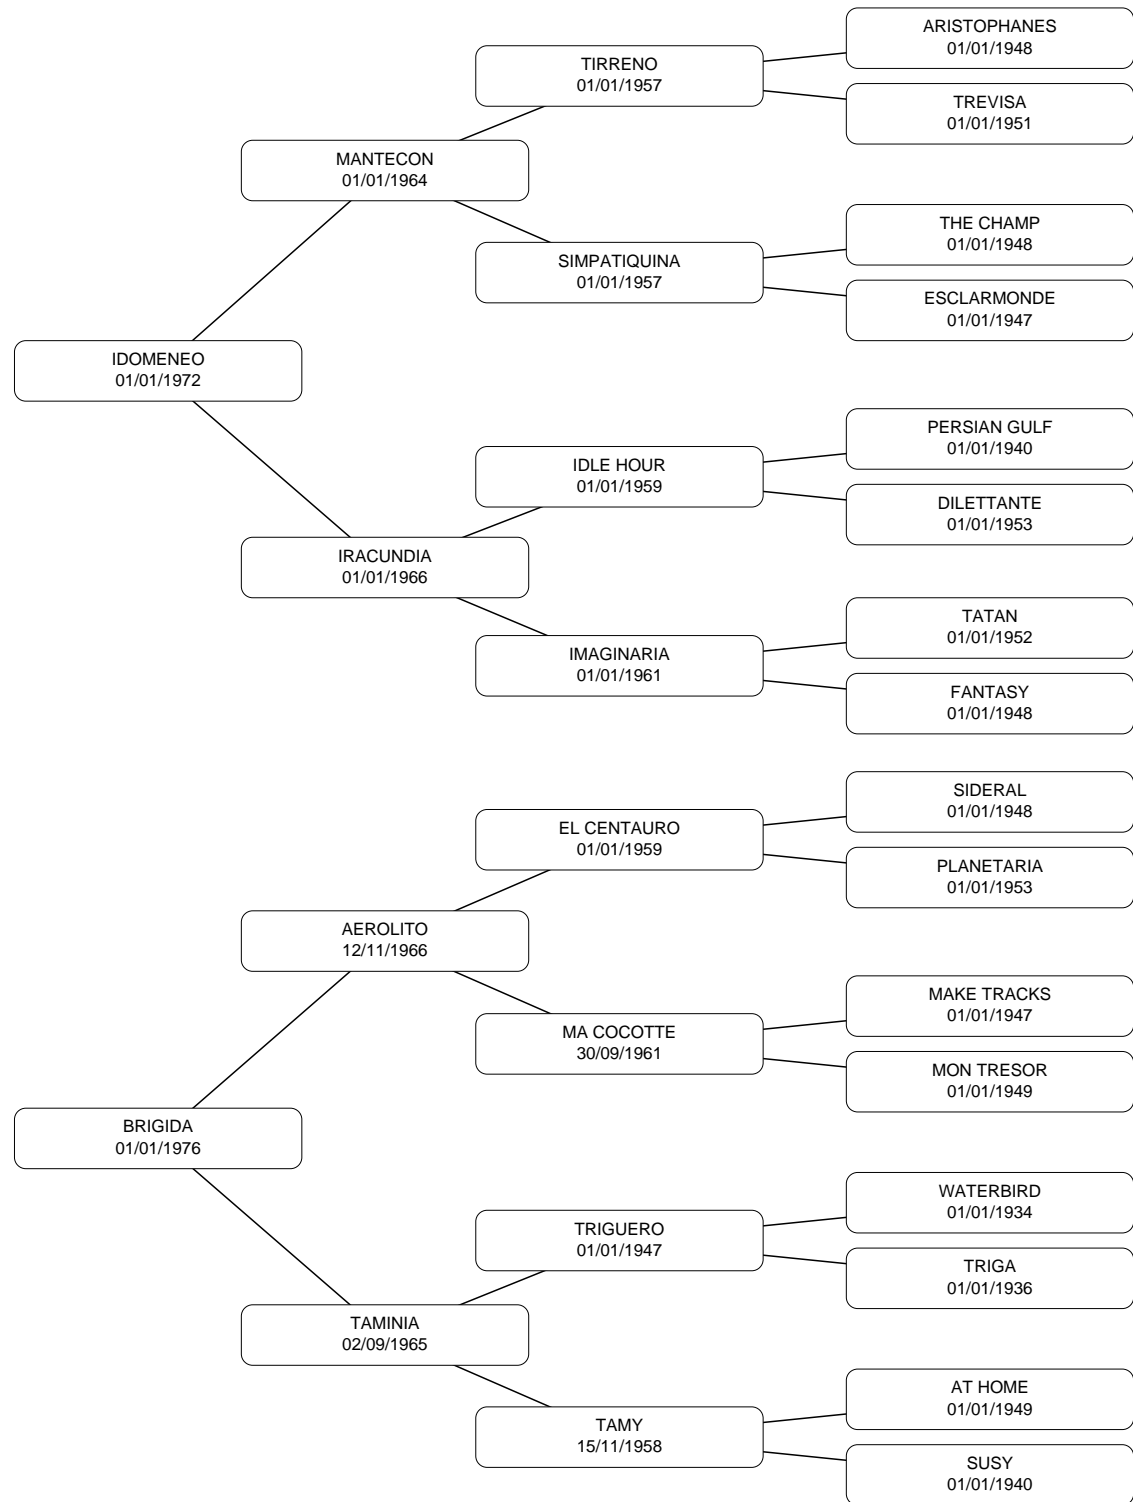 ARISTOPHANES
01/01/1948
TIRRENO
01/01/1957
TREVISA
01/01/1951
MANTECON
01/01/1964
THE CHAMP
01/01/1948
SIMPATIQUINA
01/01/1957
ESCLARMONDE
01/01/1947
IDOMENEO
01/01/1972
PERSIAN GULF
01/01/1940
IDLE HOUR
01/01/1959
DILETTANTE
01/01/1953
IRACUNDIA
01/01/1966
TATAN
01/01/1952
IMAGINARIA
01/01/1961
FANTASY
01/01/1948
SIDERAL
01/01/1948
EL CENTAURO
01/01/1959
PLANETARIA
01/01/1953
AEROLITO
12/11/1966
MAKE TRACKS
01/01/1947
MA COCOTTE
30/09/1961
MON TRESOR
01/01/1949
BRIGIDA
01/01/1976
WATERBIRD
01/01/1934
TRIGUERO
01/01/1947
TRIGA
01/01/1936
TAMINIA
02/09/1965
AT HOME
01/01/1949
TAMY
15/11/1958
SUSY
01/01/1940